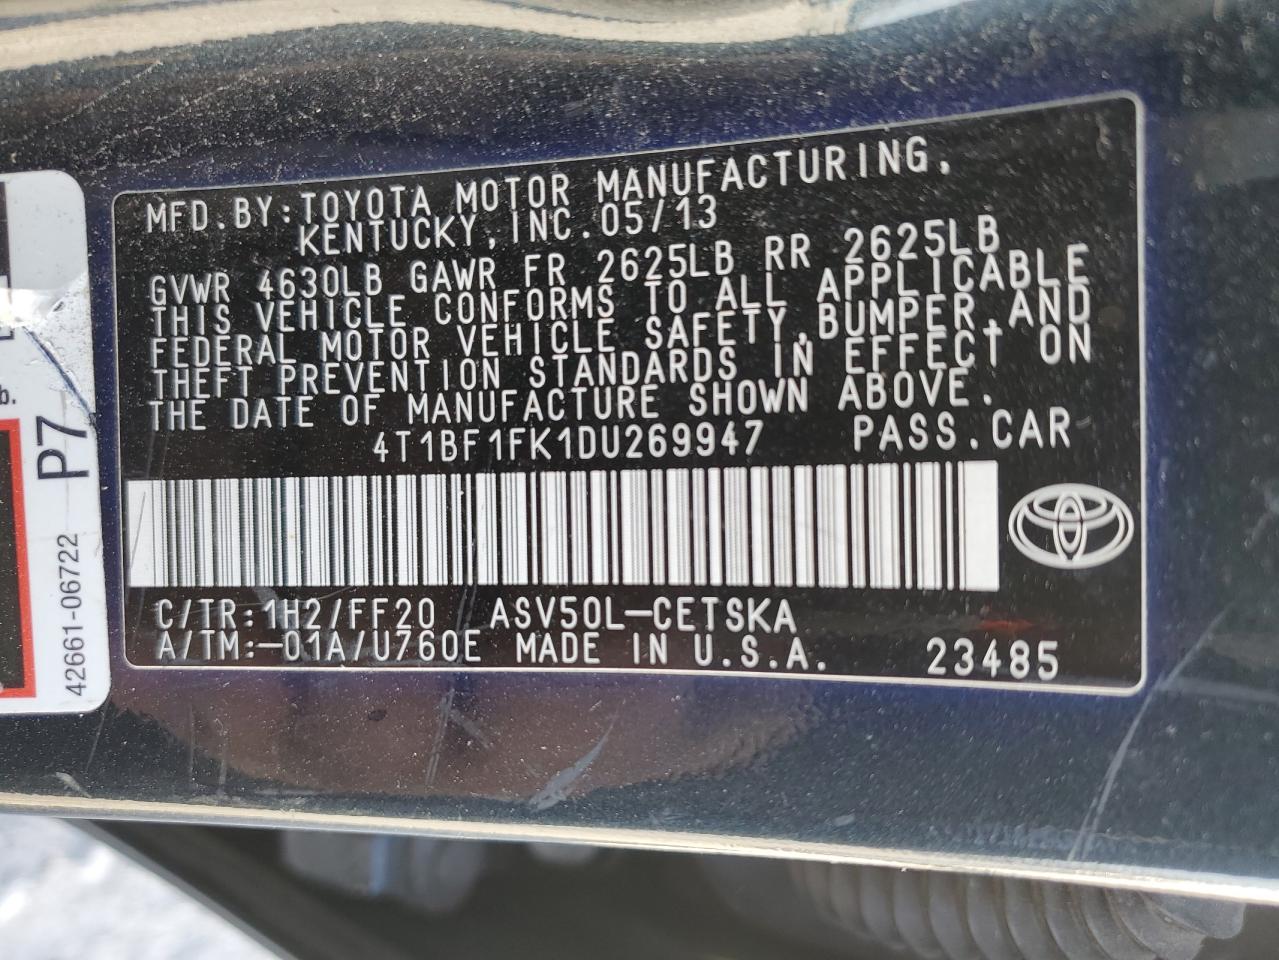 MFD.BY:TOYOTA MOTOR MANUFACTURING,
KENTUCKY,INC.05/13
GVWR 4630LB GAWR FR 2625LB RR 2625LB
THIS VEHICLE CONFORMS TO ALL APPLICABLE
FEDERAL MOTOR VEHICLE SAFETY,BUMPER,AND
THEFT PREVENTION STANDARDS IN EFFECT ON
THE DATE OF MANUFACTURE SHOWN ABOVE.
4T1BF1FK1DU269947 PASS.CAR
C/TR:1H2/FF20 ASV50L-CETSKA
A/TM:-01A/U760E MADE IN U.S.A. 23485
b.
P7
42661-06722